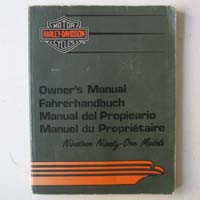 MOTOR
HARLEY-DAVIDSON
CYCLES
Owner's Manual
Fahrerhandbuch
Manual del Propieario
Manuel du Propriétaire
Nineteen Ninety-One Models